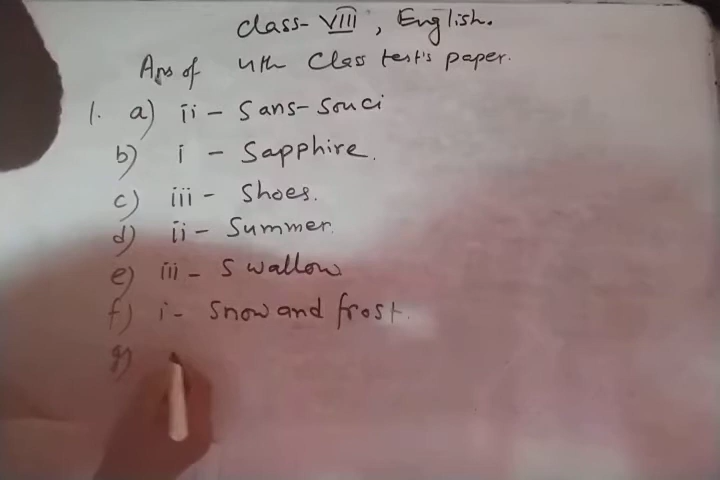 class- VIII, English.
Ans of 4th Class test's paper.
1. a) ii - Sans-Souci
b) i - Sapphire.
c) iii - Shoes.
d) ii - Summer.
e) iii - Swallow
f) i - Snow and frost.
g)